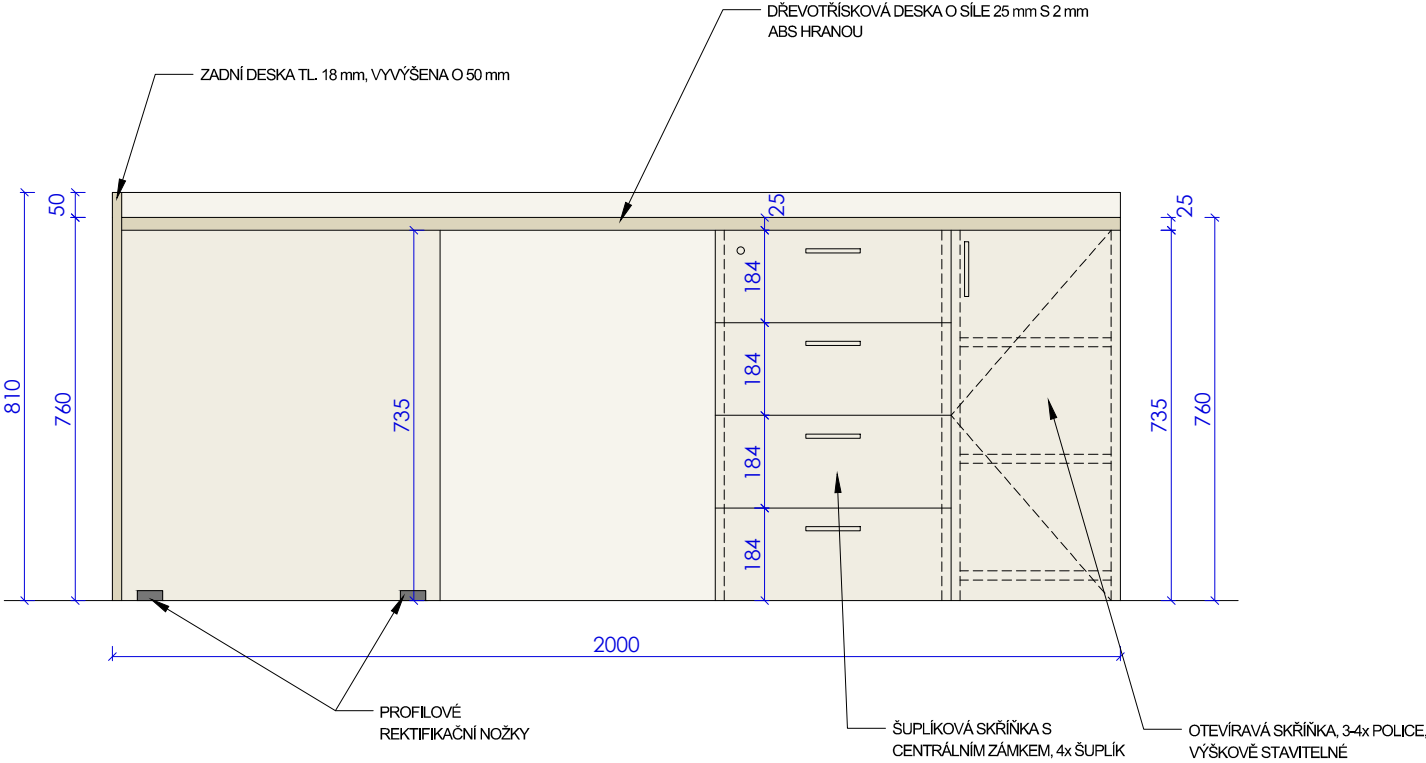 DŘEVOTŘÍSKOVÁ DESKA O SÍLE 25 mm S 2 mm
ABS HRANOU
ZADNÍ DESKA TL. 18 mm, VYVÝŠENA O 50 mm
50
25
25
810
760
735
184
184
184
184
735
760
2000
PROFILOVÉ
REKTIFIKAČNÍ NOŽKY
ŠUPLÍKOVÁ SKŘÍŇKA S
CENTRÁLNÍM ZÁMKEM, 4x ŠUPLÍK
OTEVÍRAVÁ SKŘÍŇKA, 3-4x POLICE,
VÝŠKOVĚ STAVITELNÉ